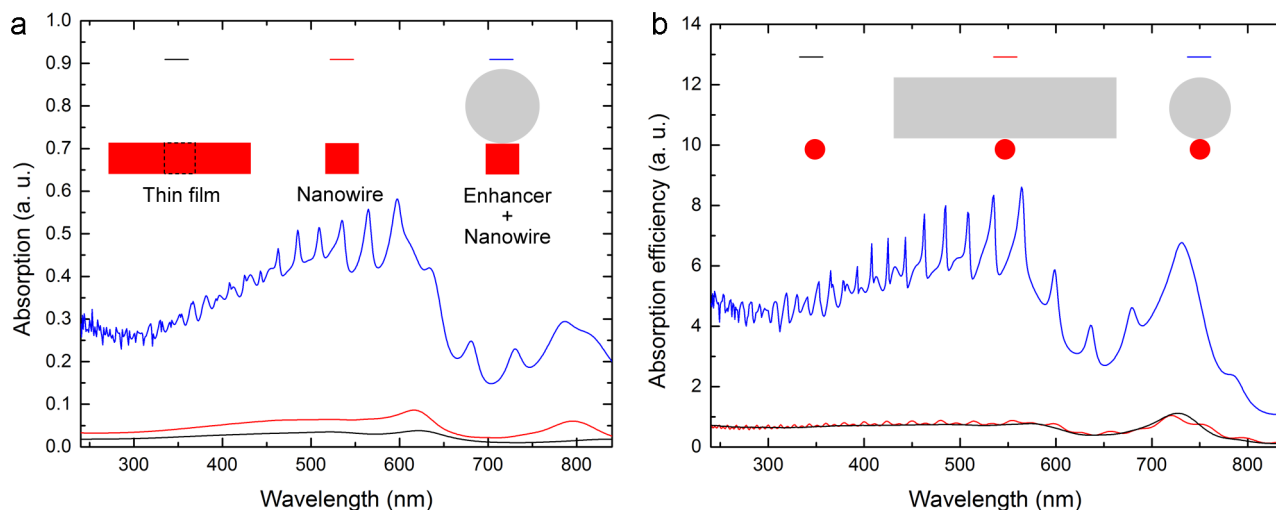 a
Absorption (a. u.)
1.0
0.9
0.8
0.7
0.6
0.5
0.4
0.3
0.2
0.1
0.0
Thin film
Nanowire
Enhancer
+
Nanowire
300 400 500 600 700 800
Wavelength (nm)
b
Absorption efficiency (a. u.)
14
12
10
8
6
4
2
0
300 400 500 600 700 800
Wavelength (nm)